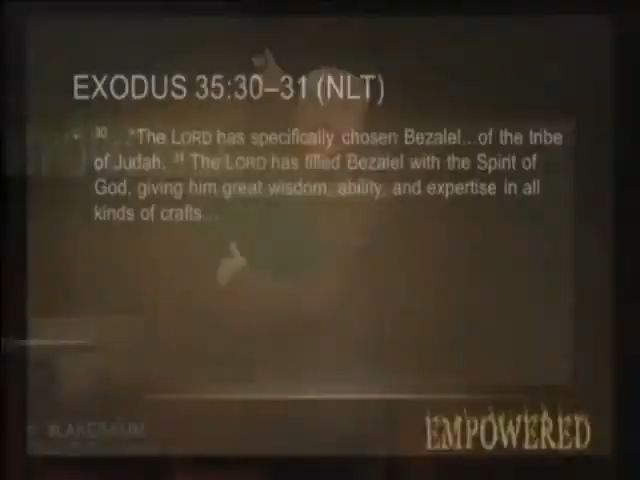 EXODUS 35:30–31 (NLT)
• 30 ..."The LORD has specifically chosen Bezalel...of the tribe
of Judah. 31 The LORD has filled Bezalel with the Spirit of
God, giving him great wisdom, ability, and expertise in all
kinds of crafts...
EMPOWERED